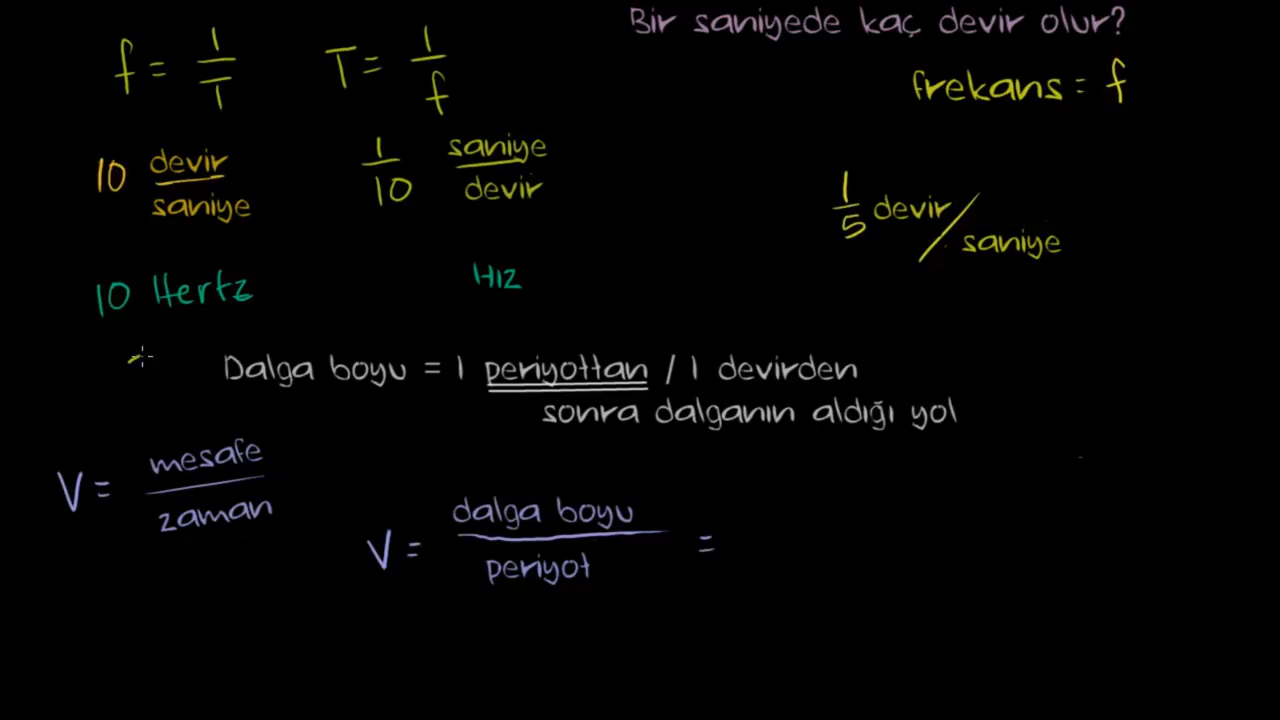 Bir saniyede kaç devir olur?
f = 1/T
T = 1/f
frekans = f
10 devir/saniye
1/10 saniye/devir
1/5 devir/saniye
10 Hertz
Hız
Dalga boyu = 1 periyottan / 1 devirden
sonra dalganın aldığı yol
V = mesafe/zaman
V = dalga boyu/periyot =